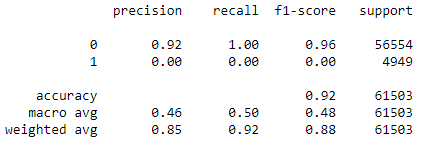 precision recall f1-score support
0 0.92 1.00 0.96 56554
1 0.00 0.00 0.00 4949
accuracy 0.92 61503
macro avg 0.46 0.50 0.48 61503
weighted avg 0.85 0.92 0.88 61503